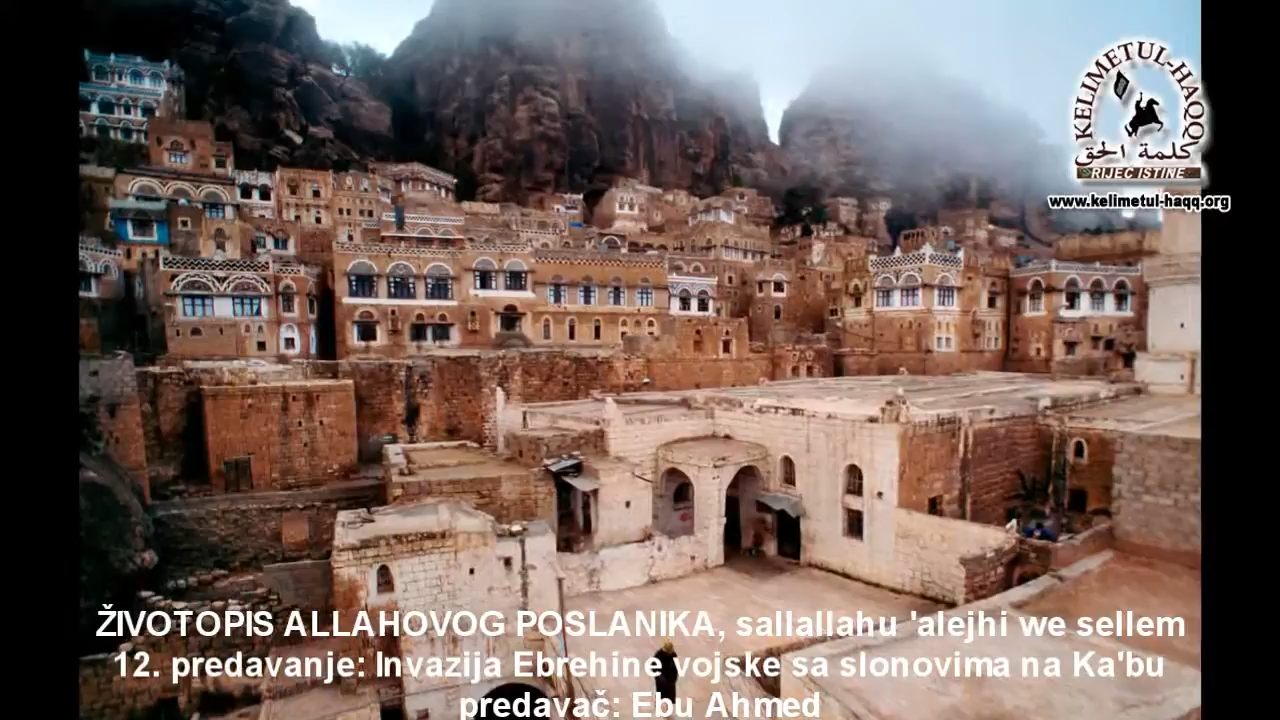 KELIMETUL-HAQQ
كلمة الحق
RIJEC ISTINE
www.kelimetul-haqq.org
ŽIVOTOPIS ALLAHOVOG POSLANIKA, sallallahu 'alejhi we sellem
12. predavanje: Invazija Ebrehine vojske sa slonovima na Ka'bu
predavač: Ebu Ahmed